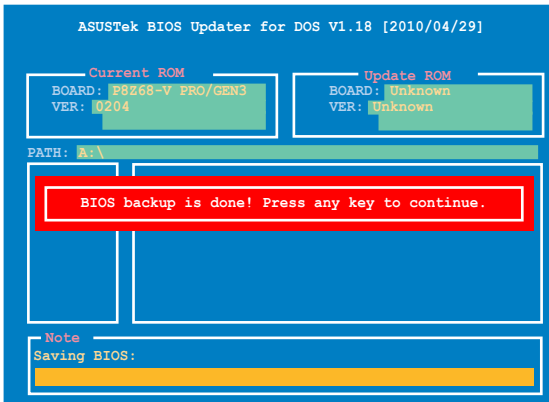 ASUSTek BIOS Updater for DOS V1.18 [2010/04/29]
Current ROM
BOARD: P8Z68-V PRO/GEN3
VER: 0204
Update ROM
BOARD: Unknown
VER: Unknown
PATH: A:\
BIOS backup is done! Press any key to continue.
Note
Saving BIOS: